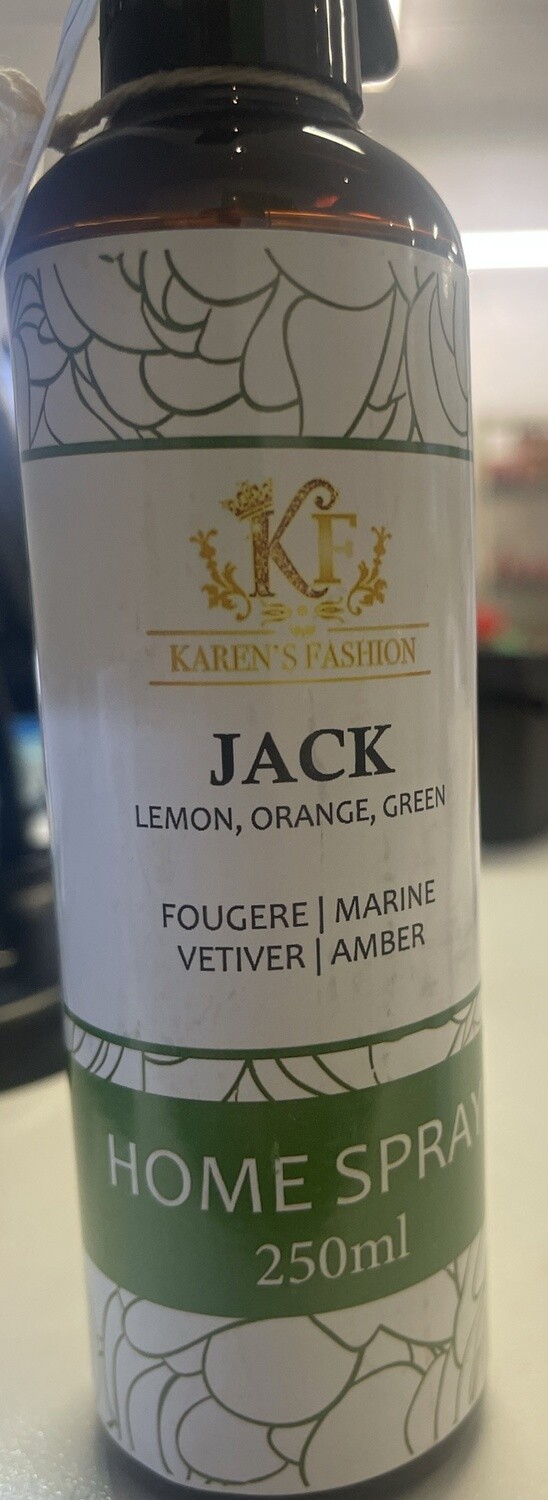 KF
KAREN'S FASHION
JACK
LEMON, ORANGE, GREEN
FOUGERE | MARINE
VETIVER | AMBER
HOME SPRAY
250ml